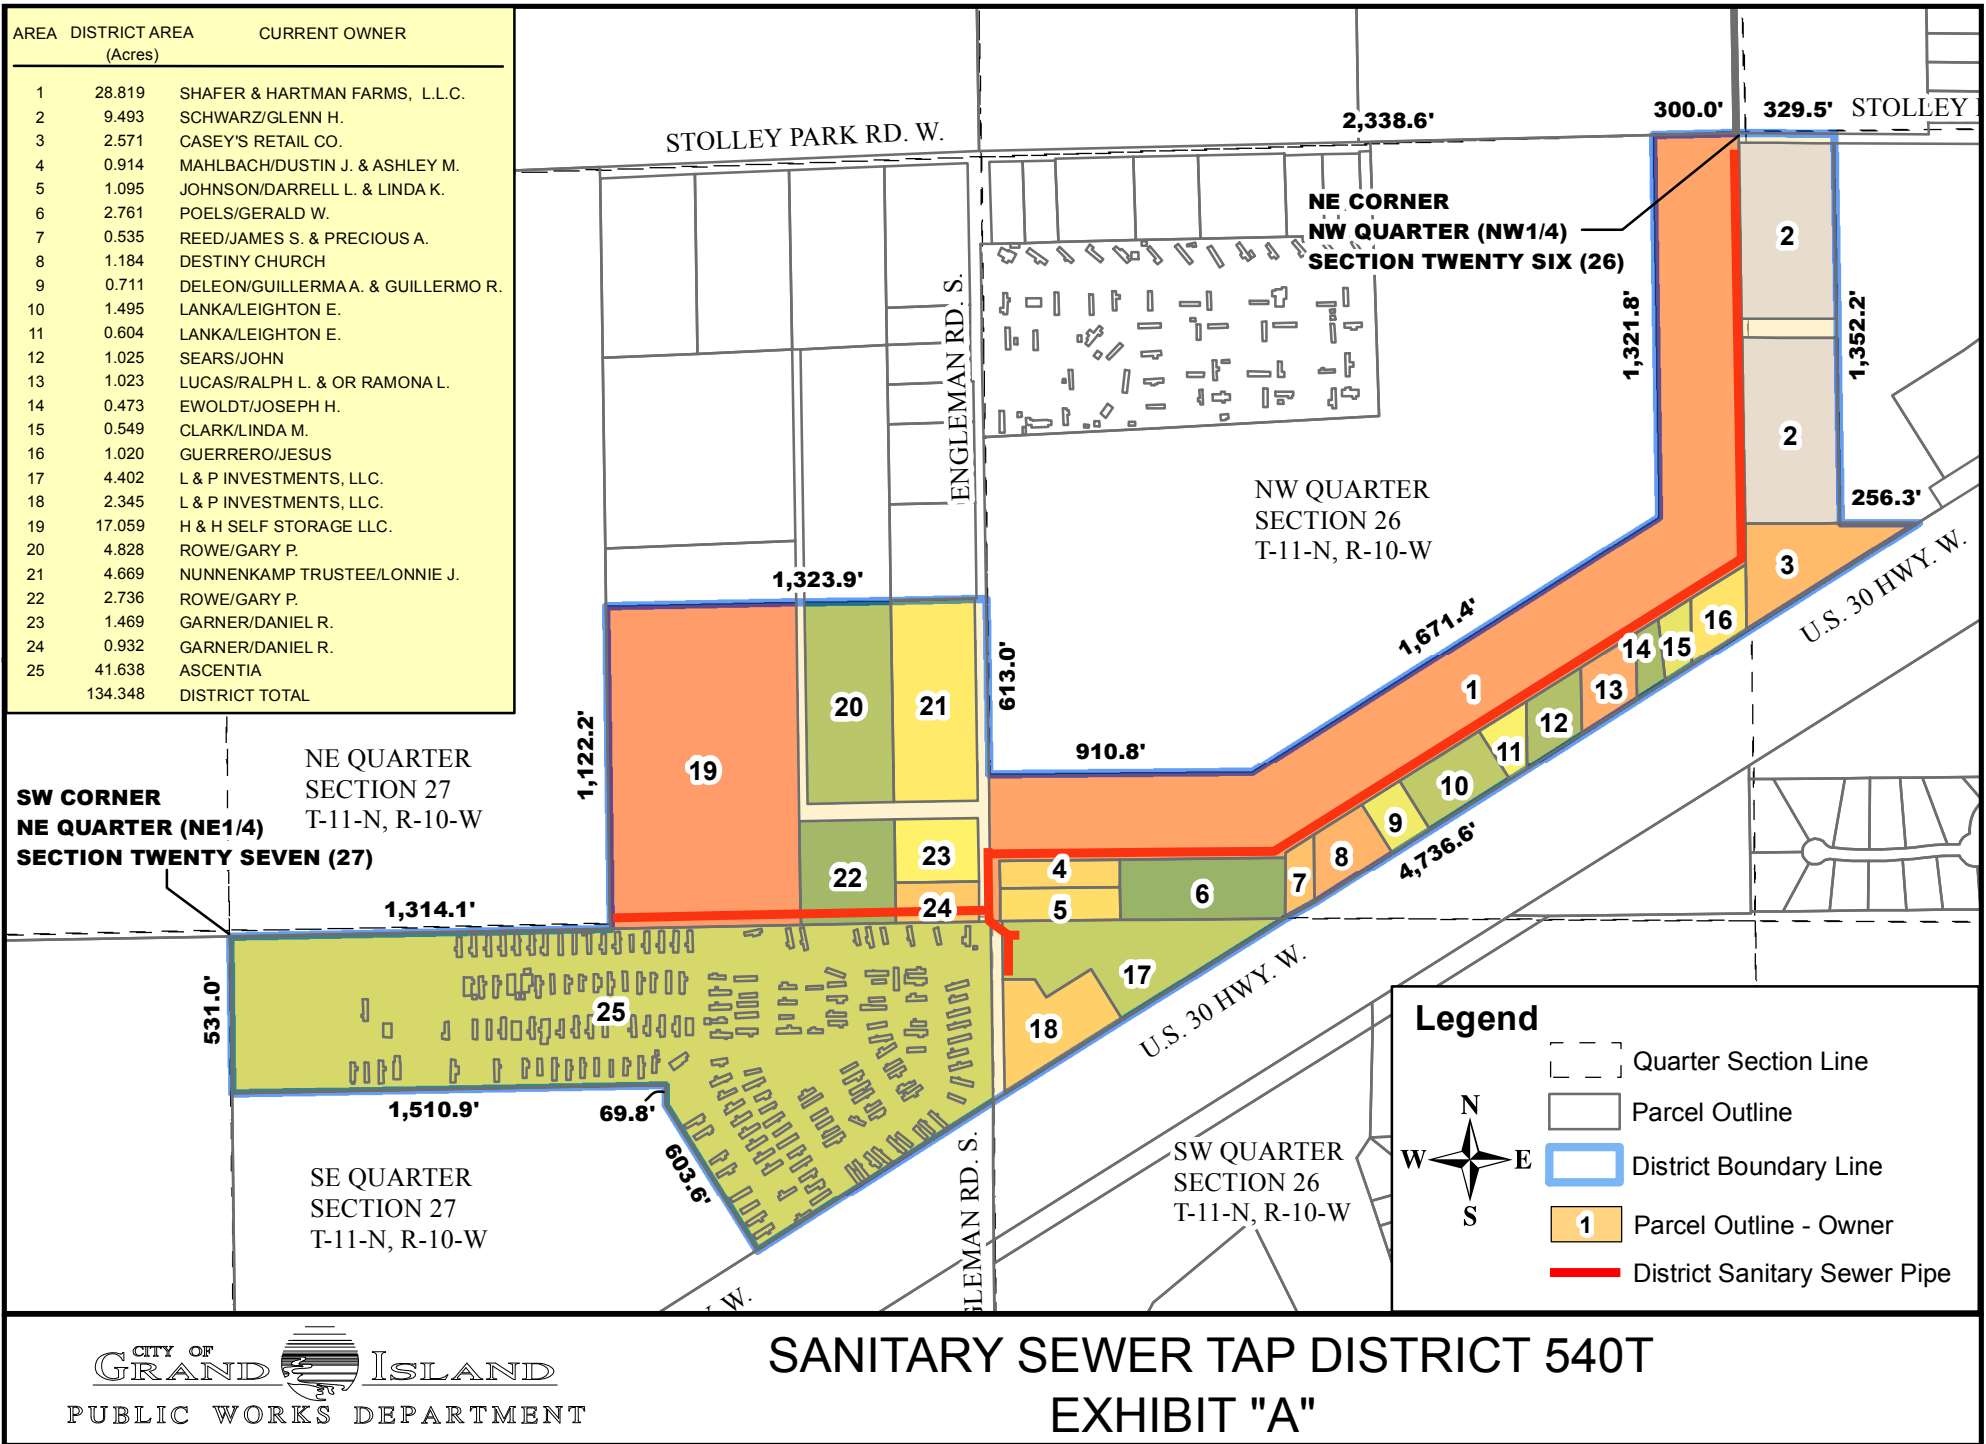 AREA DISTRICT AREA CURRENT OWNER
(Acres)
1 28.819 SHAFER & HARTMAN FARMS, L.L.C.
2 9.493 SCHWARZ/GLENN H.
3 2.571 CASEY'S RETAIL CO.
4 0.914 MAHLBACH/DUSTIN J. & ASHLEY M.
5 1.095 JOHNSON/DARRELL L. & LINDA K.
6 2.761 POELS/GERALD W.
7 0.535 REED/JAMES S. & PRECIOUS A.
8 1.184 DESTINY CHURCH
9 0.711 DELEON/GUILLERMA A. & GUILLERMO R.
10 1.495 LANKA/LEIGHTON E.
11 0.604 LANKA/LEIGHTON E.
12 1.025 SEARS/JOHN
13 1.023 LUCAS/RALPH L. & OR RAMONA L.
14 0.473 EWOLDT/JOSEPH H.
15 0.549 CLARK/LINDA M.
16 1.020 GUERRERO/JESUS
17 4.402 L & P INVESTMENTS, LLC.
18 2.345 L & P INVESTMENTS, LLC.
19 17.059 H & H SELF STORAGE LLC.
20 4.828 ROWE/GARY P.
21 4.669 NUNNENKAMP TRUSTEE/LONNIE J.
22 2.736 ROWE/GARY P.
23 1.469 GARNER/DANIEL R.
24 0.932 GARNER/DANIEL R.
25 41.638 ASCENTIA
134.348 DISTRICT TOTAL
STOLLEY PARK RD. W.
2,338.6'
300.0'
329.5'
STOLLEY
NE CORNER
NW QUARTER (NW1/4)
SECTION TWENTY SIX (26)
2
1,321.8'
1,352.2'
ENGLEMAN RD. S.
2
NW QUARTER
SECTION 26
T-11-N, R-10-W
256.3'
3
U.S. 30 HWY. W.
1,323.9'
1,671.4'
613.0'
16
15
14
13
1
12
11
10
9
8
7
20
21
19
910.8'
1,122.2'
4,736.6'
NE QUARTER
SECTION 27
T-11-N, R-10-W
SW CORNER
NE QUARTER (NE1/4)
SECTION TWENTY SEVEN (27)
23
22
24
4
5
6
1,314.1'
531.0'
25
17
18
U.S. 30 HWY. W.
1,510.9'
69.8'
603.6'
SE QUARTER
SECTION 27
T-11-N, R-10-W
SW QUARTER
SECTION 26
T-11-N, R-10-W
GLEMAN RD. S.
W.
Legend
Quarter Section Line
Parcel Outline
District Boundary Line
1 Parcel Outline - Owner
District Sanitary Sewer Pipe
N
W E
S
CITY OF
GRAND ISLAND
PUBLIC WORKS DEPARTMENT
SANITARY SEWER TAP DISTRICT 540T
EXHIBIT "A"